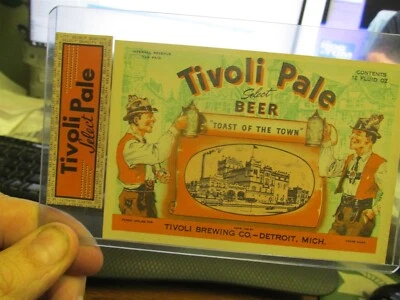 Tivoli Pale
Select
Tivoli Pale
Select
BEER
CONTENTS
12 FLUID OZ
"TOAST OF THE TOWN"
TIVOLI BREWING CO.-DETROIT, MICH.